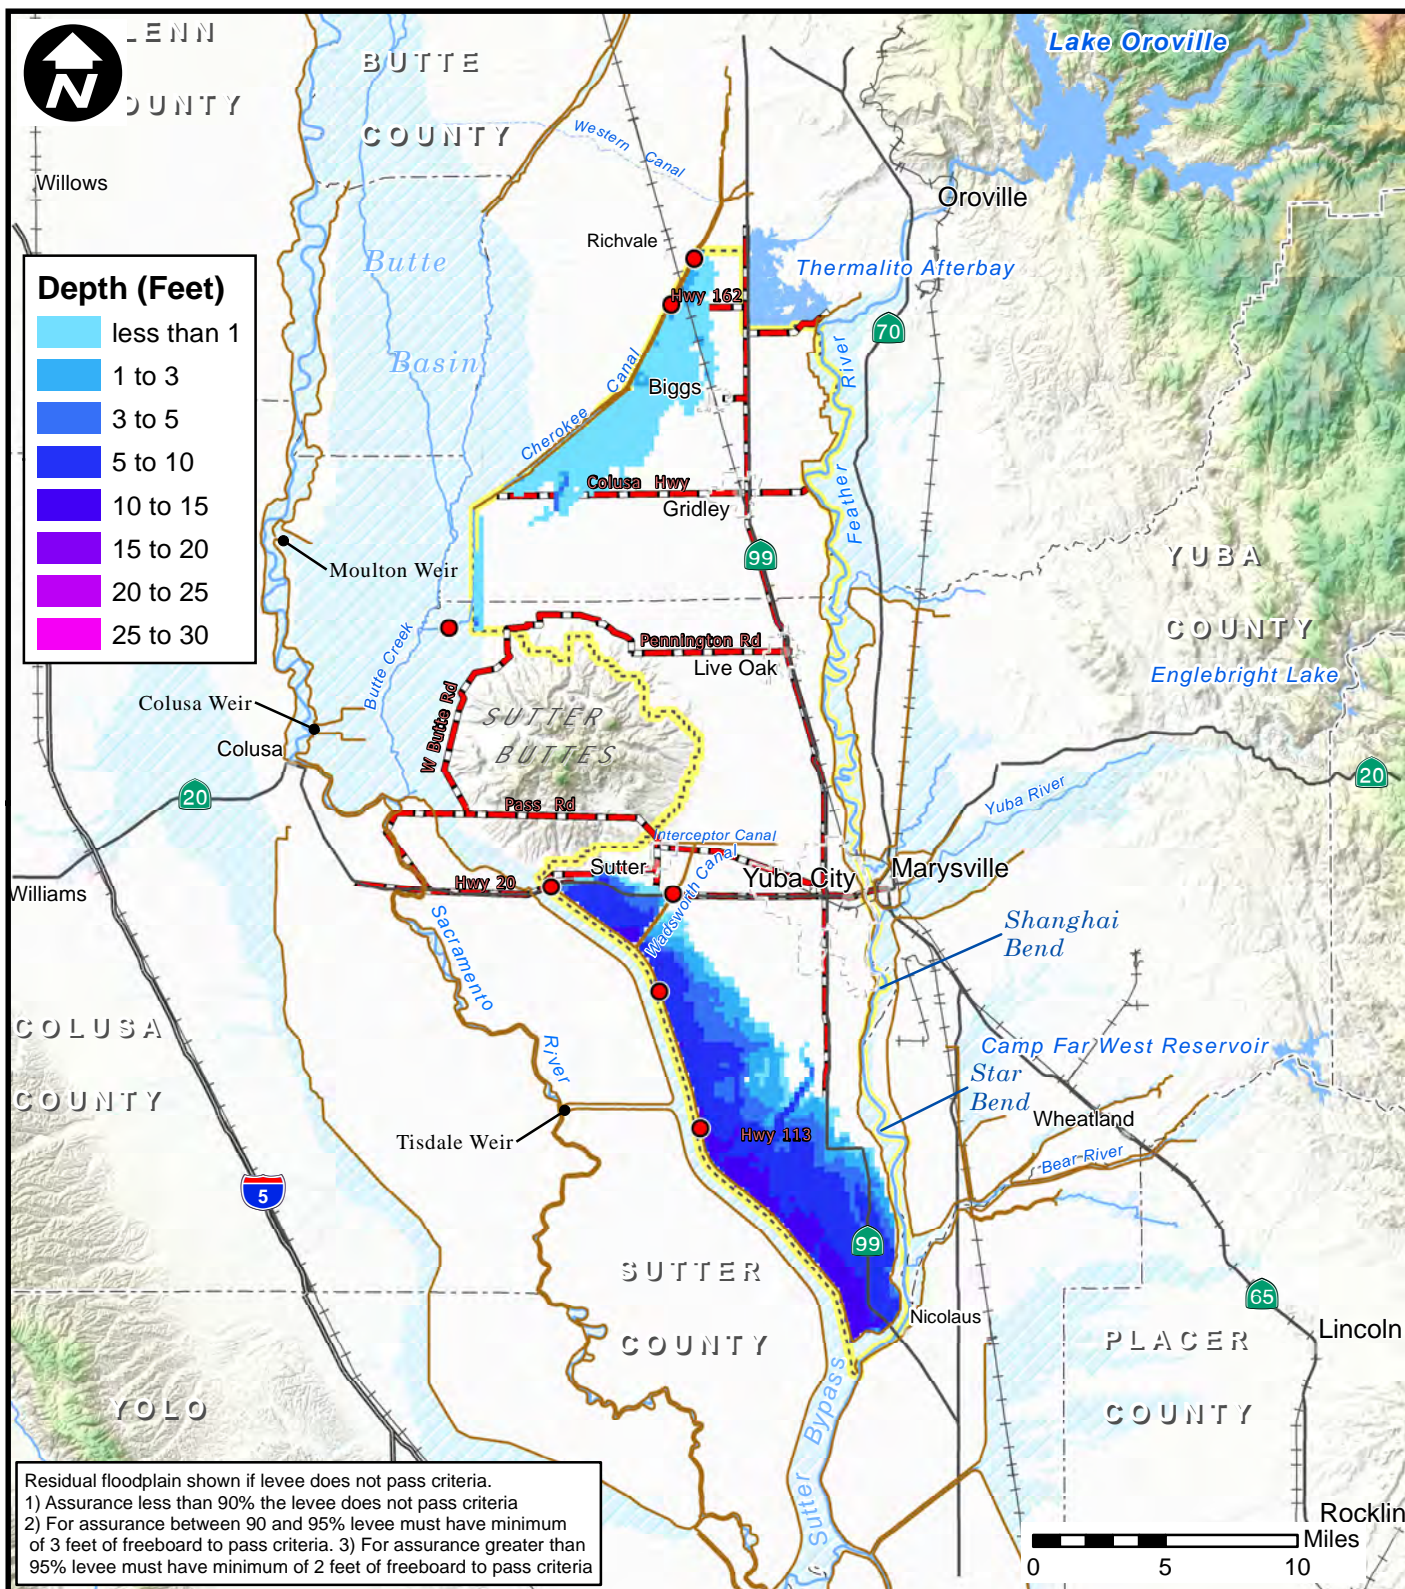 N
LENN
OUNTY
BUTTE
COUNTY
Lake Oroville
Western Canal
Willows
Oroville
Richvale
Butte
Basin
Thermalito Afterbay
Hwy 162
70
Depth (Feet)
less than 1
1 to 3
3 to 5
5 to 10
10 to 15
15 to 20
20 to 25
25 to 30
Cherokee Canal
Biggs
Feather River
Colusa Hwy
Gridley
99
Moulton Weir
YUBA
COUNTY
Butte Creek
Pennington Rd
Live Oak
Englebright Lake
Colusa Weir
W Butte Rd
SUTTER
BUTTES
Colusa
20
20
Yuba River
Pass Rd
Interceptor Canal
Sutter
Wadsworth Canal
Yuba City
Marysville
Williams
Hwy 20
Sacramento River
Shanghai
Bend
COLUSA
COUNTY
Camp Far West Reservoir
Star
Bend
Wheatland
Tisdale Weir
Hwy 113
Bear River
5
99
SUTTER
COUNTY
Nicolaus
65
PLACER
COUNTY
Lincoln
YOLO
Sutter Bypass
Rocklin
Residual floodplain shown if levee does not pass criteria.
1) Assurance less than 90% the levee does not pass criteria
2) For assurance between 90 and 95% levee must have minimum
of 3 feet of freeboard to pass criteria. 3) For assurance greater than
95% levee must have minimum of 2 feet of freeboard to pass criteria
Miles
0 5 10